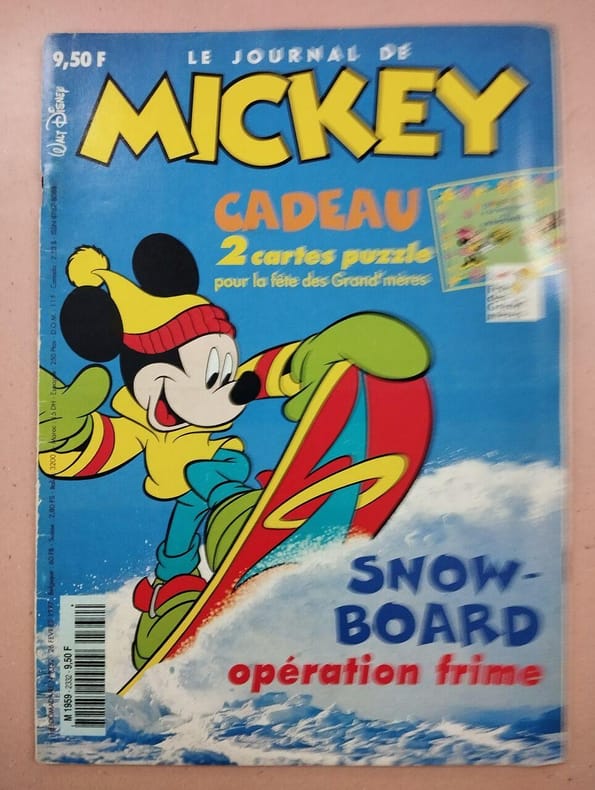 9,50 F
LE JOURNAL DE
MICKEY
WALT DISNEY
CADEAU
2 cartes puzzle
pour la fête des Grand'mères
SNOW-
BOARD
opération frime
M 1959 - 2332 - 9,50 F